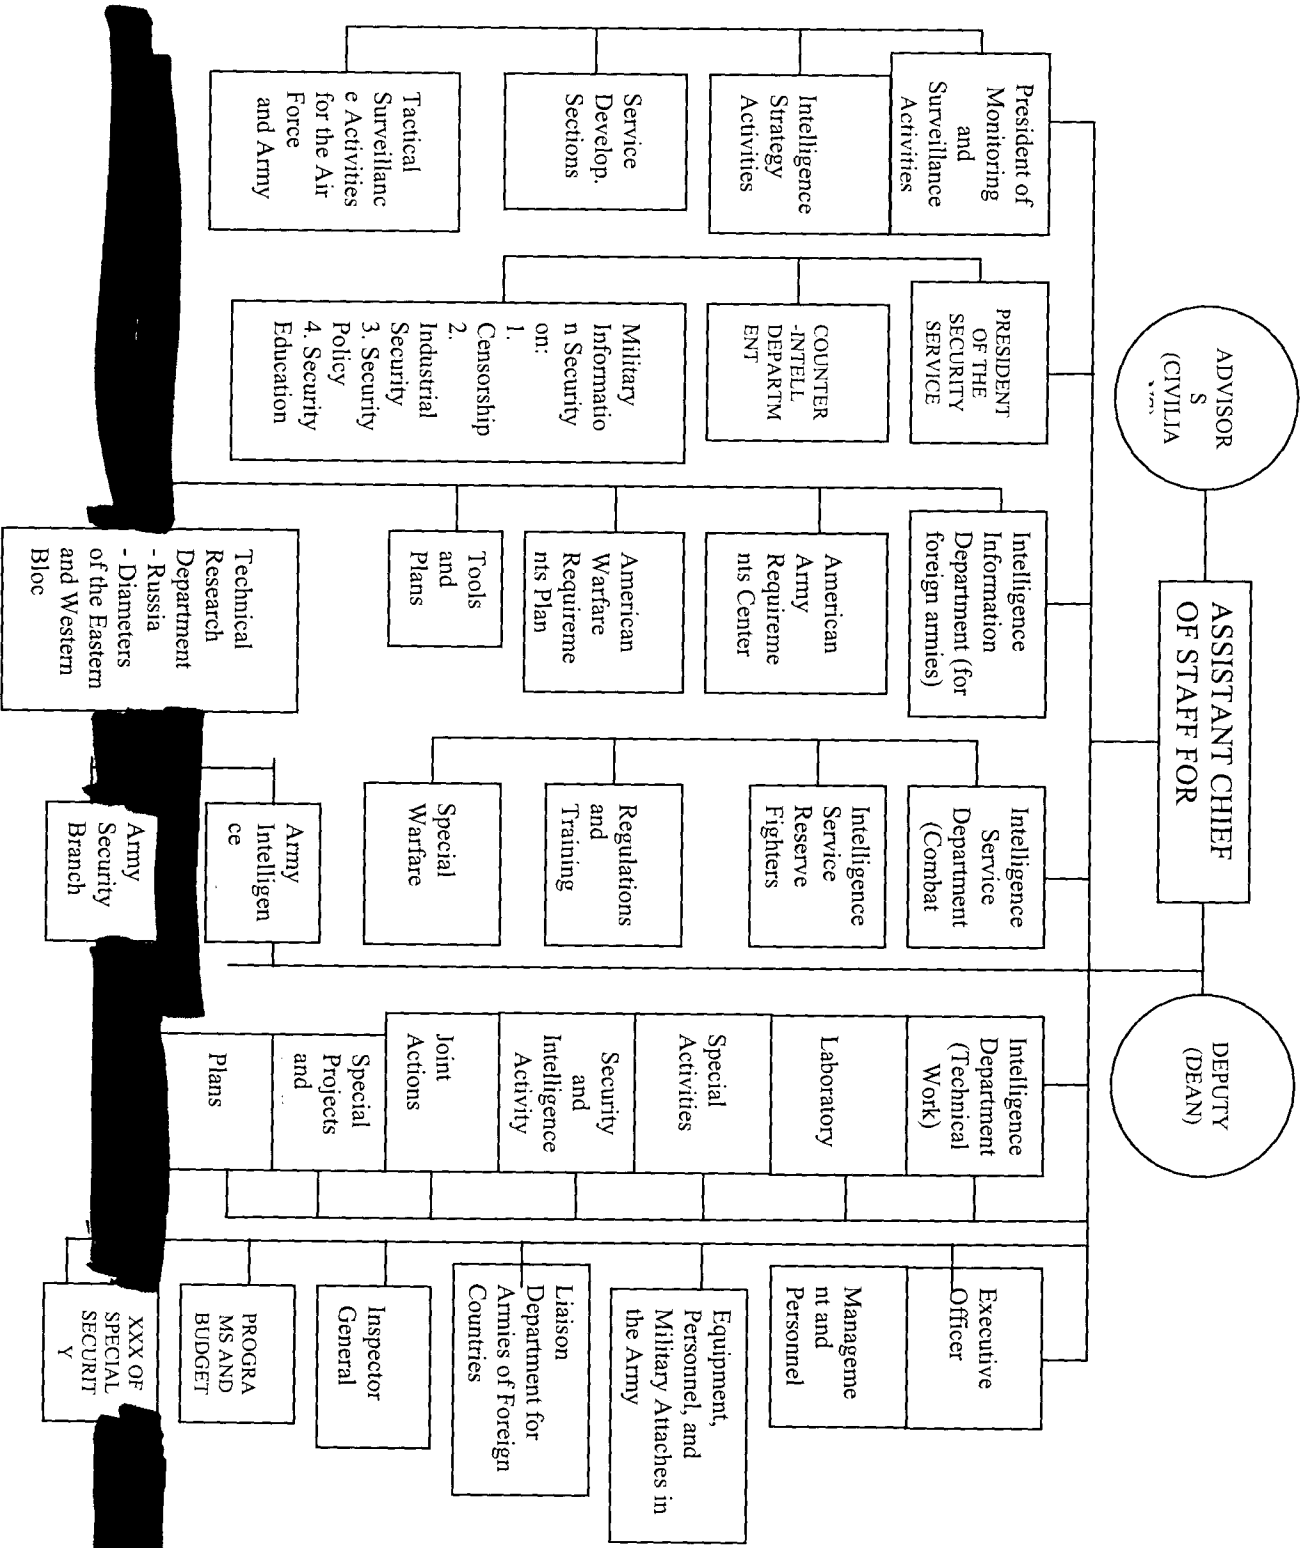 ADVISOR
S
(CIVILIA
ASSISTANT CHIEF
OF STAFF FOR
DEPUTY
(DEAN)
President of
Monitoring
and
Surveillance
Activities
Intelligence
Strategy
Activities
Service
Develop.
Sections
Tactical
Surveillanc
e Activities
for the Air
Force
and Army
PRESIDENT
OF THE
SECURITY
SERVICE
COUNTER
-INTELL
DEPARTM
ENT
Military
Informatio
n Security
on:
1.
Censorship
2.
Industrial
Security
3. Security
Policy
4. Security
Education
Intelligence
Information
Department (for
foreign armies)
American
Army
Requireme
nts Center
American
Warfare
Requireme
nts Plan
Tools
and
Plans
Technical
Research
Department
- Russia
- Diameters
of the Eastern
and Western
Bloc
Intelligence
Service
Department
(Combat
Intelligence
Service
Reserve
Fighters
Regulations
and
Training
Special
Warfare
Army
Intelligen
ce
Army
Security
Branch
Intelligence
Department
(Technical
Work)
Laboratory
Special
Activities
Security
and
Intelligence
Activity
Joint
Actions
Special
Projects
and
Plans
Executive
Officer
Manageme
nt and
Personnel
Equipment,
Personnel, and
Military Attaches in
the Army
Liaison
Department for
Armies of Foreign
Countries
Inspector
General
PROGRA
MS AND
BUDGET
XXX OF
SPECIAL
SECURIT
Y